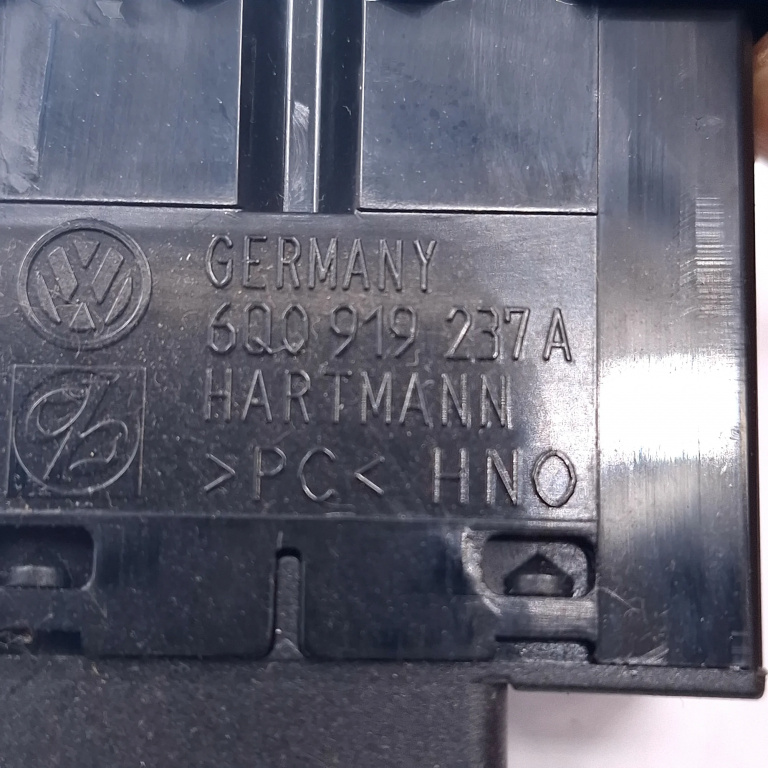 GERMANY
6Q0 919 237A
HARTMANN
>PC< HNO